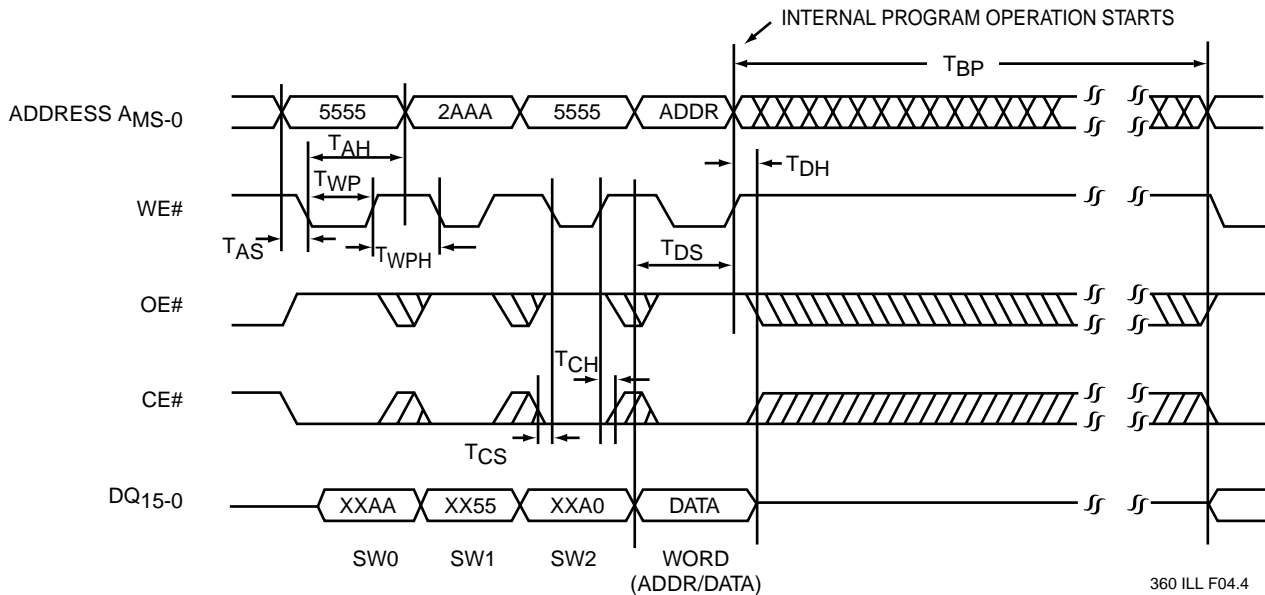 INTERNAL PROGRAM OPERATION STARTS
TBP
ADDRESS AMS-0
5555
2AAA
5555
ADDR
TAH
TDH
TWP
WE#
TAS
TWPH
TDS
OE#
TCH
CE#
TCS
DQ15-0
XXAA
XX55
XXA0
DATA
SW0
SW1
SW2
WORD
(ADDR/DATA)
360 ILL F04.4